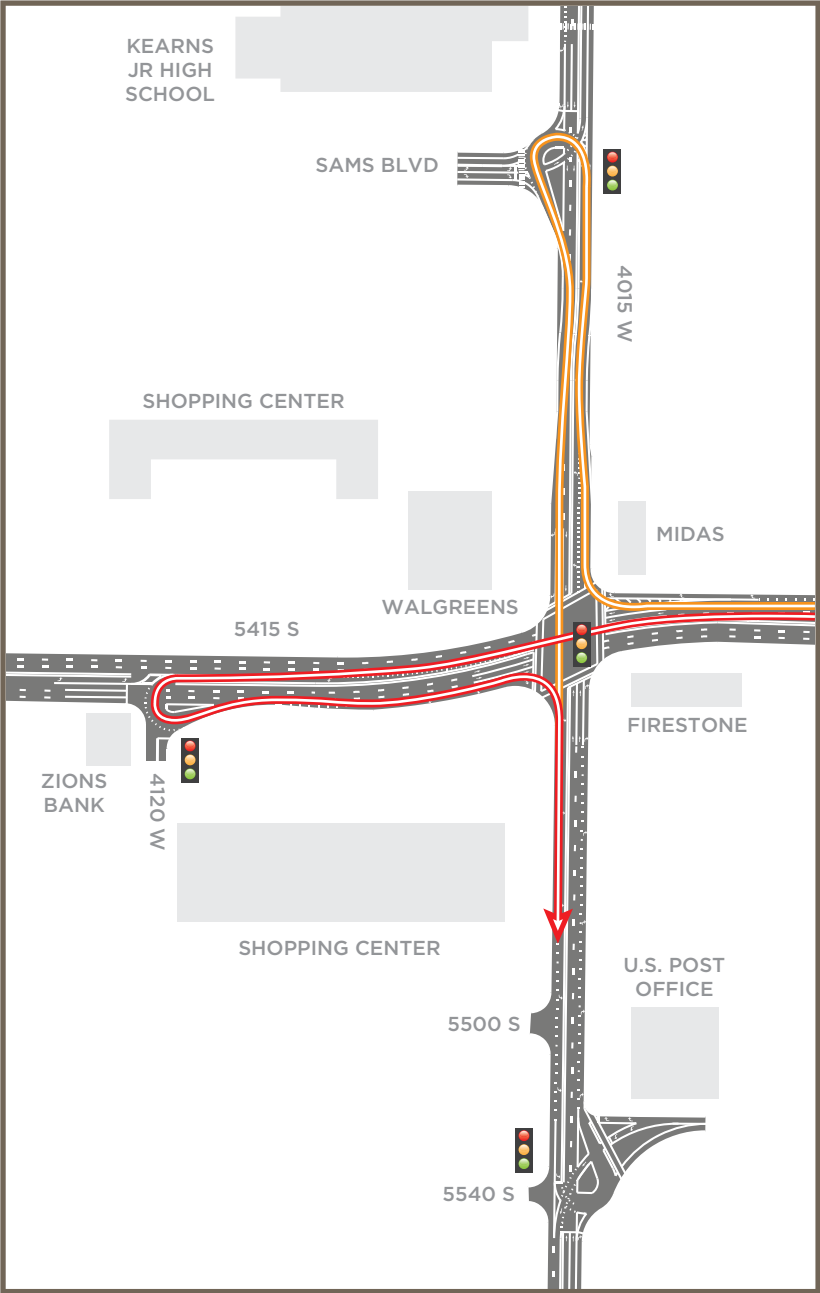 KEARNS
JR HIGH
SCHOOL
SAMS BLVD
4015 W
SHOPPING CENTER
MIDAS
WALGREENS
5415 S
FIRESTONE
ZIONS
BANK
4120 W
SHOPPING CENTER
U.S. POST
OFFICE
5500 S
5540 S